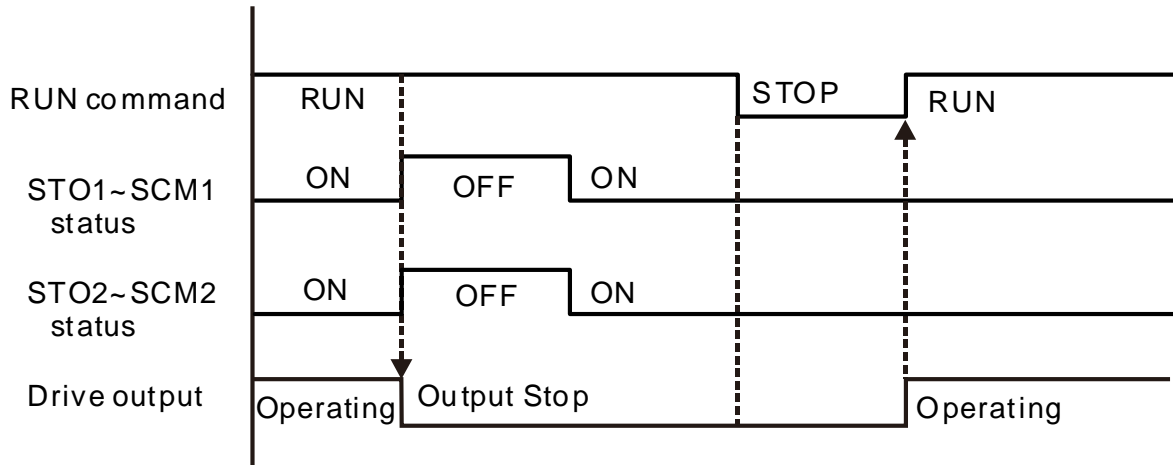 RUN command
RUN
STOP
RUN
STO1~SCM1
status
ON
OFF
ON
STO2~SCM2
status
ON
OFF
ON
Drive output
Operating
Output Stop
Operating